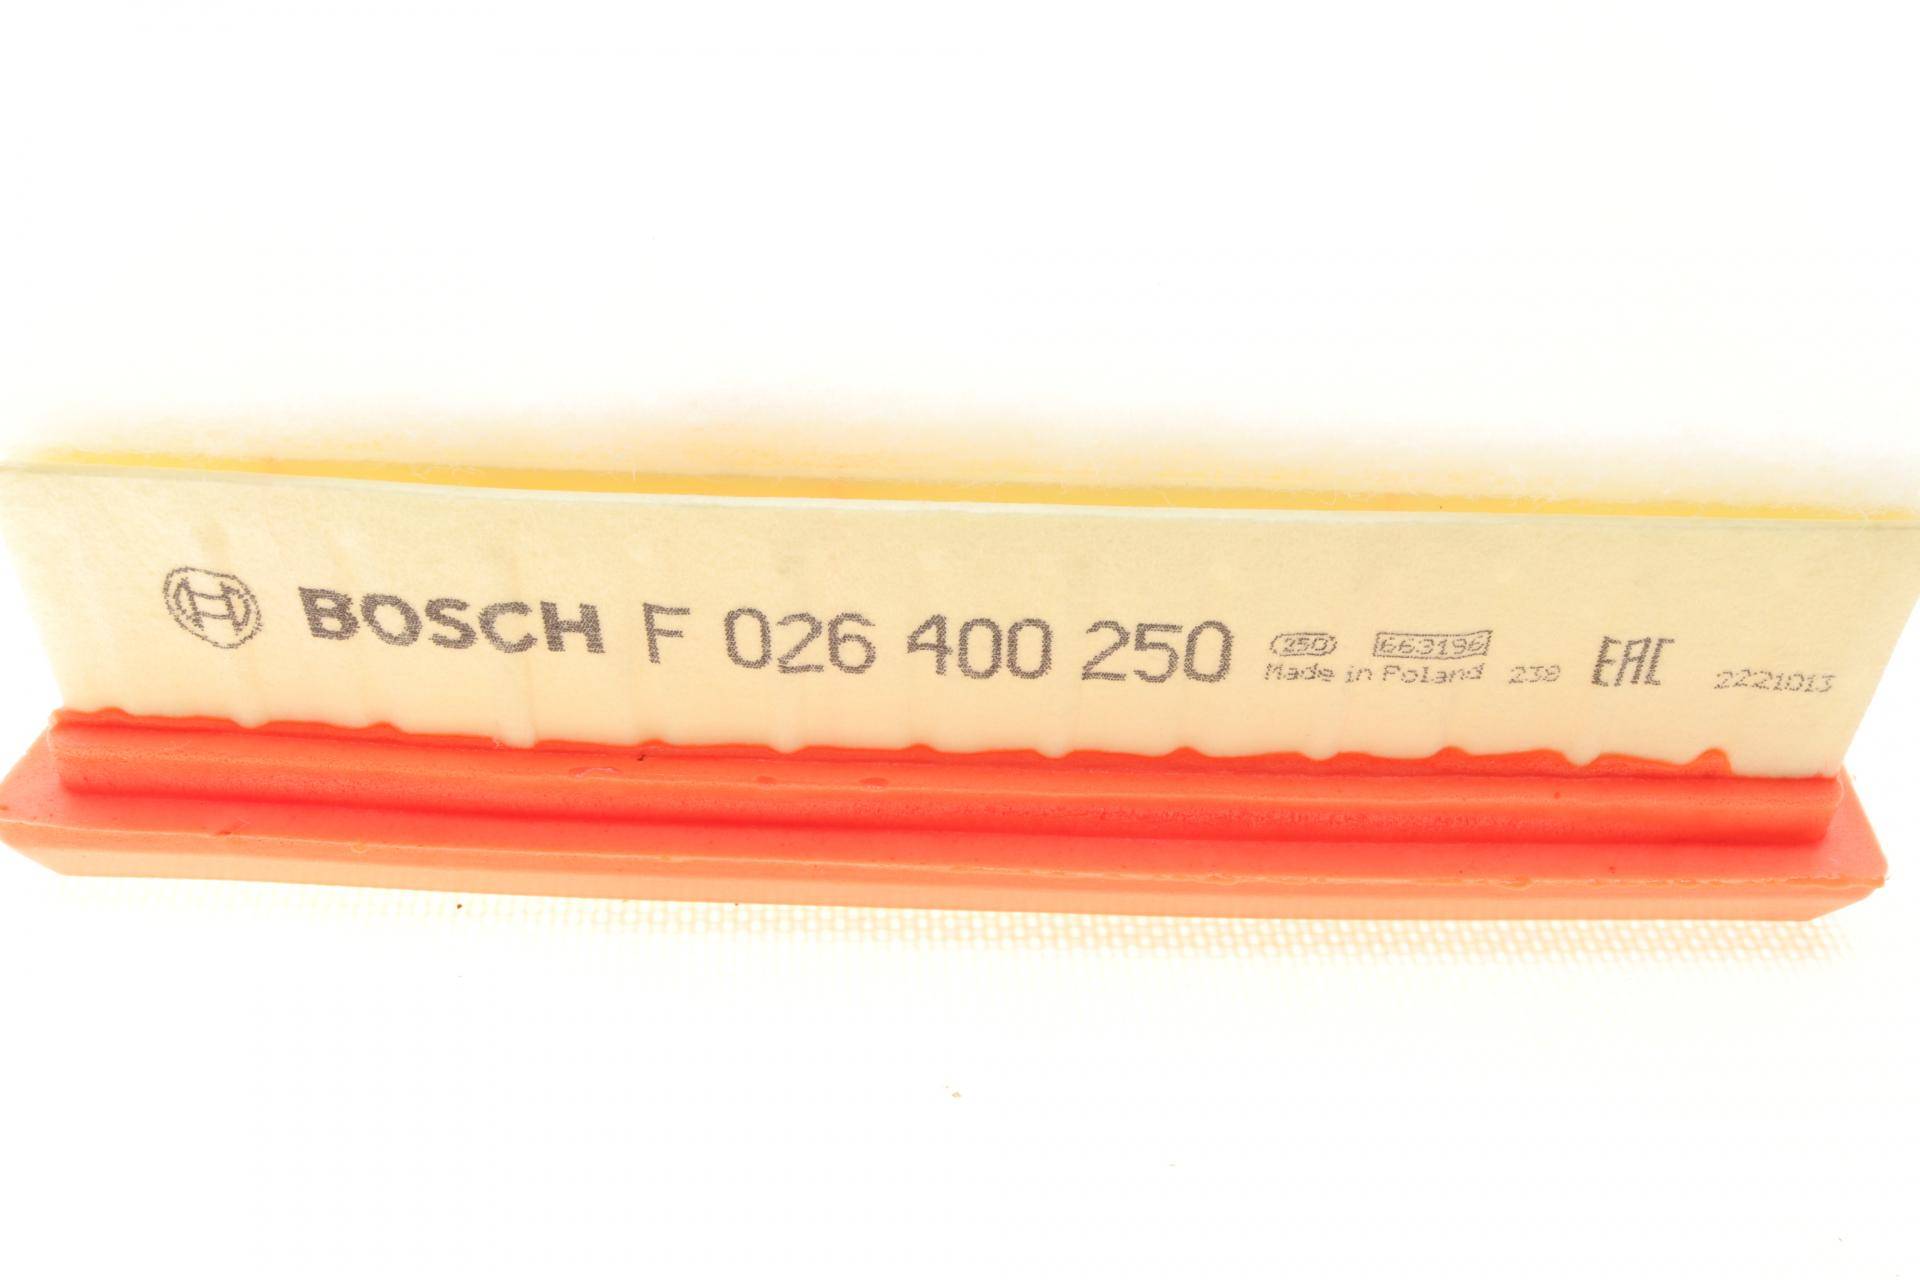 BOSCH F 026 400 250
250 663196
Made in Poland 238
EAC
2221013